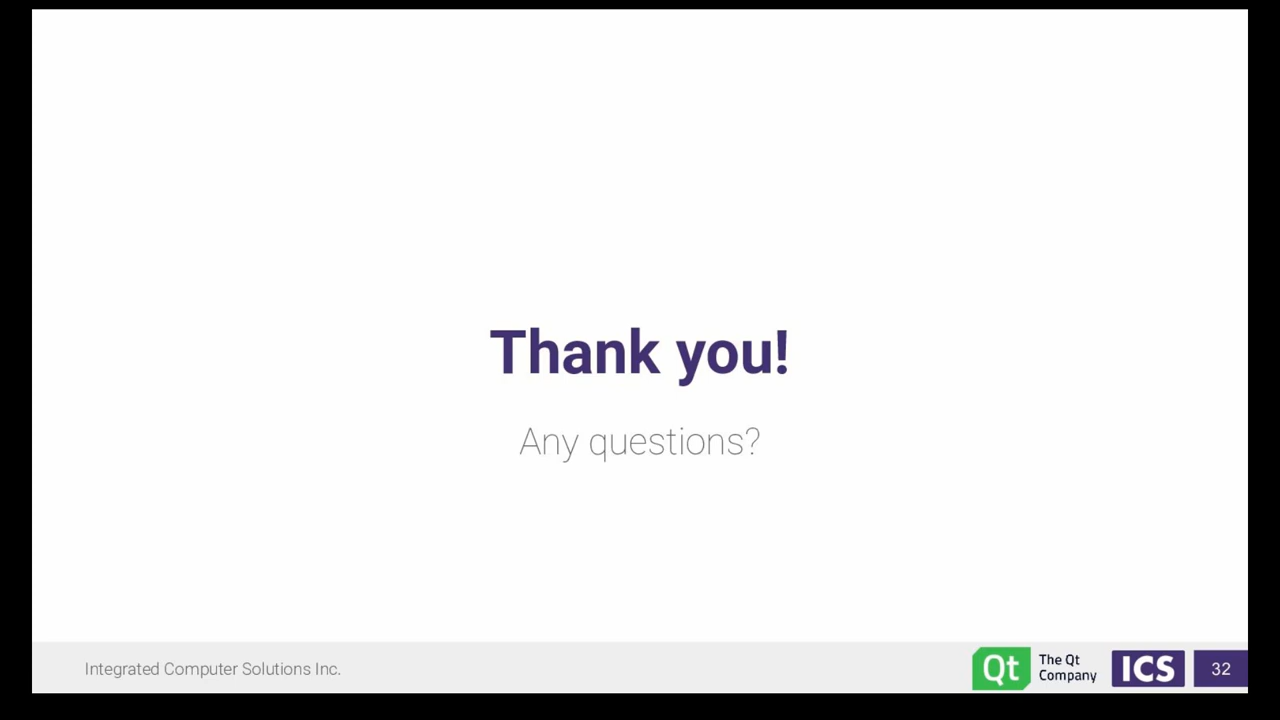 Thank you!
Any questions?
Integrated Computer Solutions Inc.
Qt
The Qt
Company
ICS
32